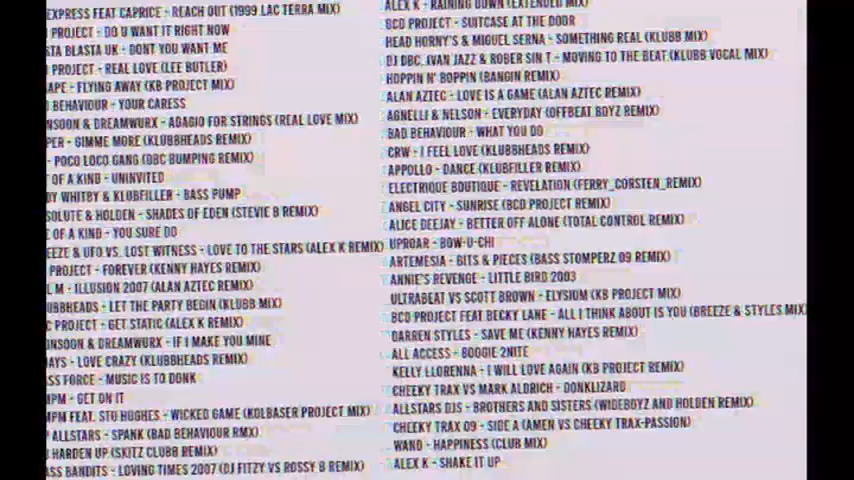 EXPRESS FEAT CAPRICE - REACH OUT (1999 LAC TERRA MIX)
PROJECT - DO U WANT IT RIGHT NOW
STA BLASTA UK - DONT YOU WANT ME
PROJECT - REAL LOVE (LEE BUTLER)
APE - FLYING AWAY (KB PROJECT MIX)
BEHAVIOUR - YOUR CARESS
NSOON & DREAMWURX - ADAGIO FOR STRINGS (REAL LOVE MIX)
PER - GIMME MORE (KLUBBHEADS REMIX)
- POCO LOCO GANG (DBC BUMPING REMIX)
OF A KIND - UNINVITED
DY WHITBY & KLUBFILLER - BASS PUMP
SOLUTE & HOLDEN - SHADES OF EDEN (STEVIE B REMIX)
OF A KIND - YOU SURE DO
EEZE & UFO VS. LOST WITNESS - LOVE TO THE STARS (ALEX K REMIX)
PROJECT - FOREVER (KENNY HAYES REMIX)
M - ILLUSION 2007 (ALAN AZTEC REMIX)
UBBHEADS - LET THE PARTY BEGIN (KLUBB MIX)
PROJECT - GET STATIC (ALEX K REMIX)
NSOON & DREAMWURX - IF I MAKE YOU MINE
AYS - LOVE CRAZY (KLUBBHEADS REMIX)
SS FORCE - MUSIC IS TO DONK
MPM - GET ON IT
MPM FEAT. STU HUGHES - WICKED GAME (KOLBASER PROJECT MIX)
ALLSTARS - SPANK (BAD BEHAVIOUR RMX)
HARDEN UP (SKITZ CLUBB REMIX)
ASS BANDITS - LOVING TIMES 2007 (DJ FITZY VS ROSSY B REMIX)
ALEX K - RAINING DOWN (EXTENDED MIX)
BCD PROJECT - SUITCASE AT THE DOOR
HEAD HORNY'S & MIGUEL SERNA - SOMETHING REAL (KLUBB MIX)
DJ DBC, IVAN JAZZ & ROBER SIN T - MOVING TO THE BEAT (KLUBB VOCAL MIX)
HOPPIN N' BOPPIN (BANGIN REMIX)
ALAN AZTEC - LOVE IS A GAME (ALAN AZTEC REMIX)
AGNELLI & NELSON - EVERYDAY (OFFBEAT BOYZ REMIX)
BAD BEHAVIOUR - WHAT YOU DO
CRW - I FEEL LOVE (KLUBBHEADS REMIX)
APPOLLO - DANCE (KLUBFILLER REMIX)
ELECTRIQUE BOUTIQUE - REVELATION (FERRY_CORSTEN_REMIX)
ANGEL CITY - SUNRISE (BCD PROJECT REMIX)
ALICE DEEJAY - BETTER OFF ALONE (TOTAL CONTROL REMIX)
UPROAR - BOW-U-CHI
ARTEMESIA - BITS & PIECES (BASS STOMPERZ 09 REMIX)
ANNIE'S REVENGE - LITTLE BIRD 2003
ULTRABEAT VS SCOTT BROWN - ELYSIUM (KB PROJECT MIX)
BCD PROJECT FEAT BECKY LANE - ALL I THINK ABOUT IS YOU (BREEZE & STYLES MIX)
DARREN STYLES - SAVE ME (KENNY HAYES REMIX)
ALL ACCESS - BOOGIE 2NITE
KELLY LLORENNA - I WILL LOVE AGAIN (KB PROJECT REMIX)
CHEEKY TRAX VS MARK ALDRICH - DONKLIZARD
ALLSTARS DJS - BROTHERS AND SISTERS (WIDEBOYZ AND HOLDEN REMIX)
CHEEKY TRAX 09 - SIDE A (AMEN VS CHEEKY TRAX-PASSION)
WAND - HAPPINESS (CLUB MIX)
ALEX K - SHAKE IT UP